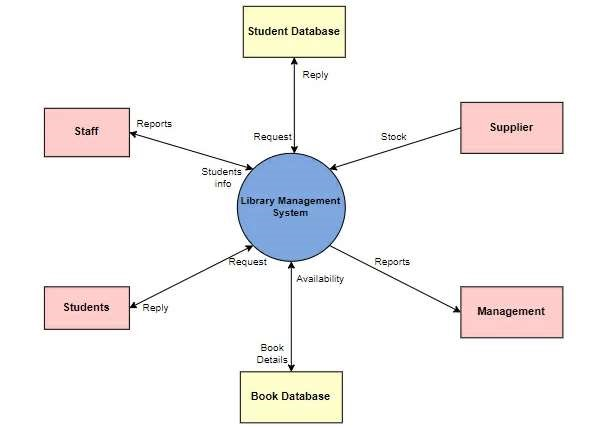 Student Database
Reply
Reports
Staff
Supplier
Request
Stock
Students
info
Library Management
System
Request
Reports
Availability
Students
Reply
Management
Book
Details
Book Database